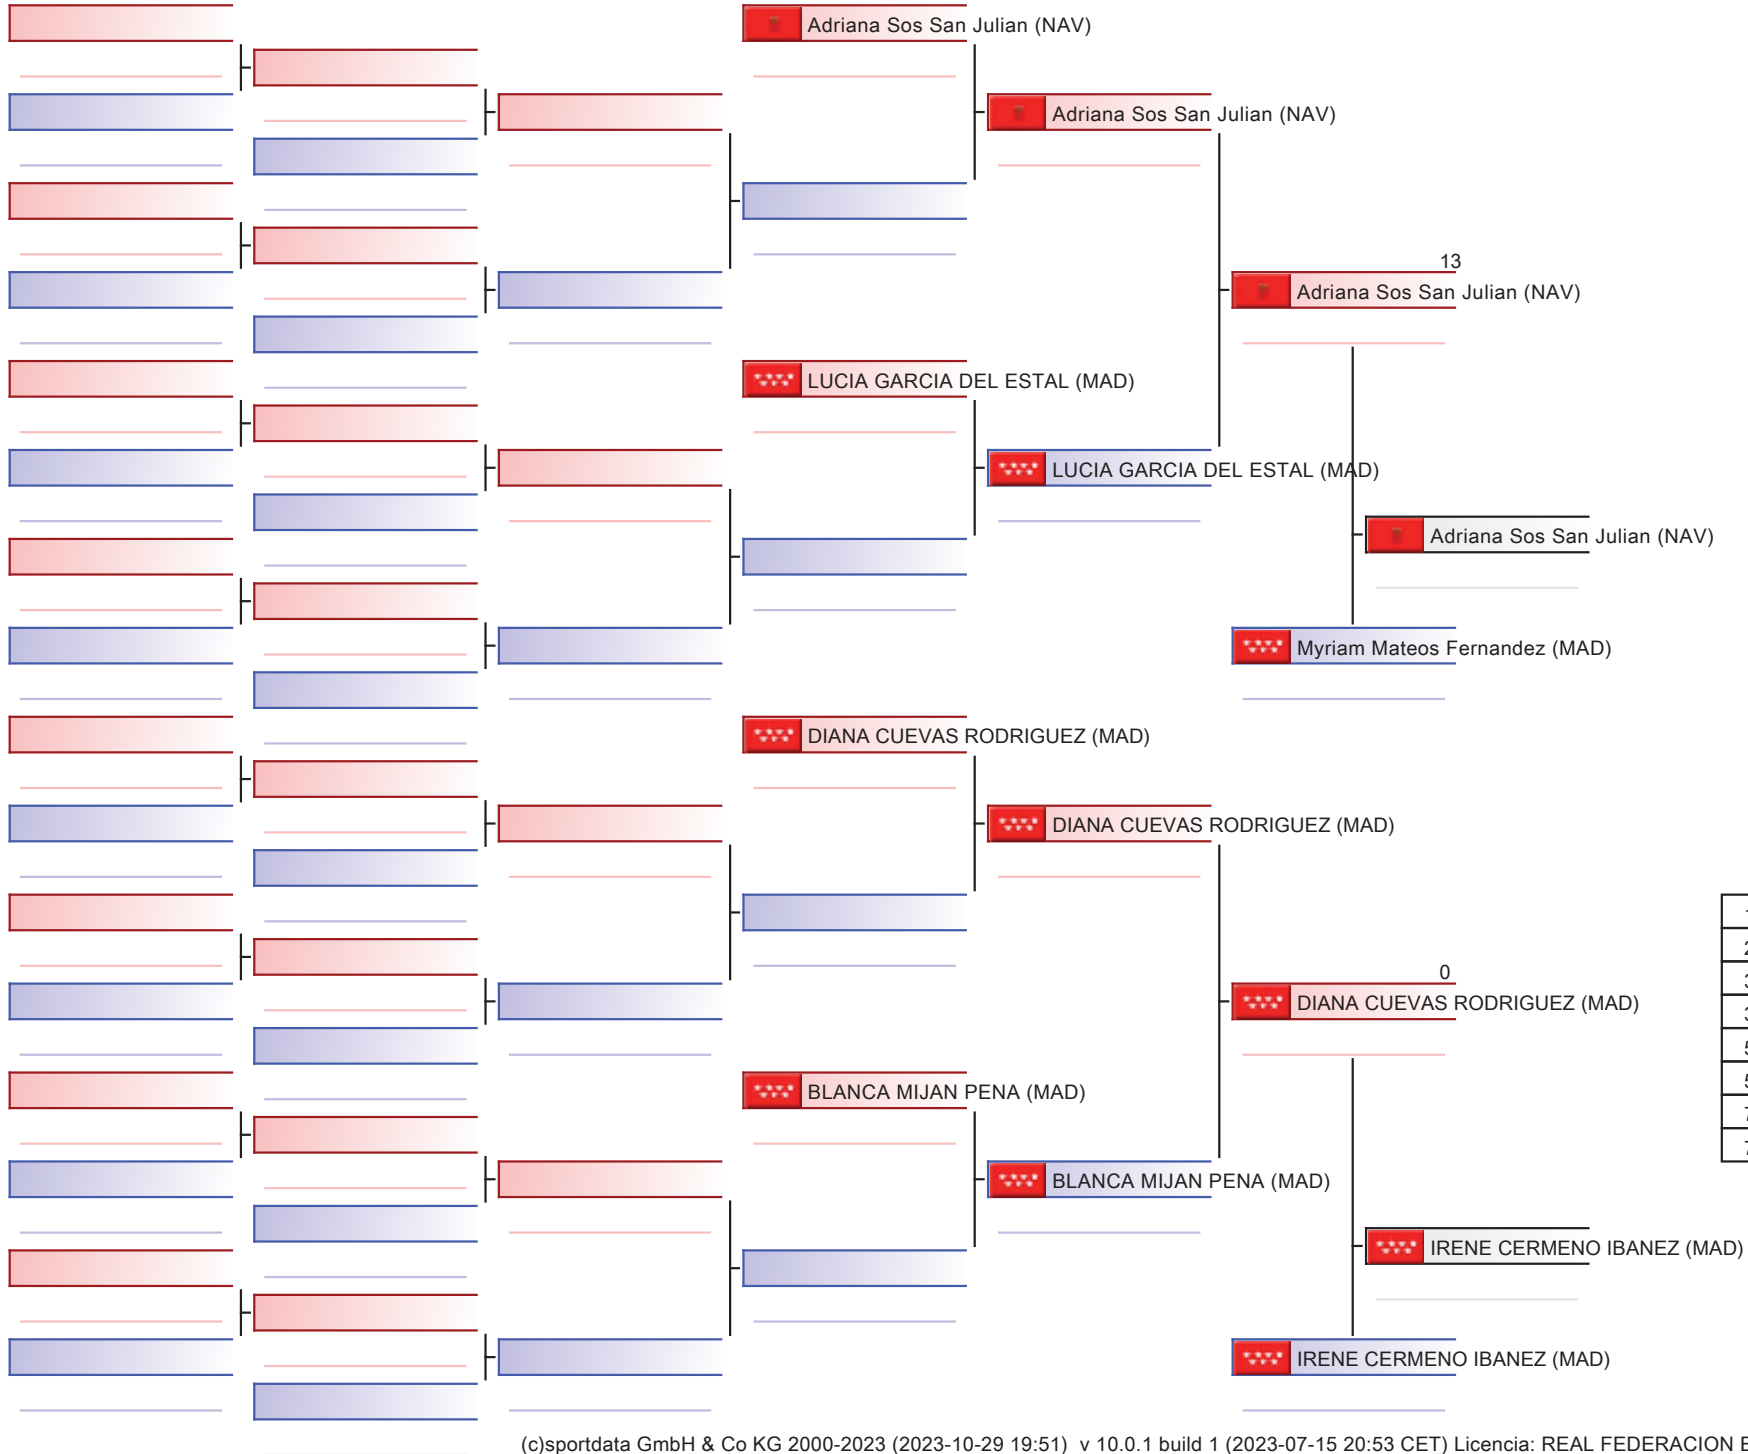 Adriana Sos San Julian (NAV)
Adriana Sos San Julian (NAV)
13
Adriana Sos San Julian (NAV)
LUCIA GARCIA DEL ESTAL (MAD)
LUCIA GARCIA DEL ESTAL (MAD)
Adriana Sos San Julian (NAV)
Myriam Mateos Fernandez (MAD)
DIANA CUEVAS RODRIGUEZ (MAD)
DIANA CUEVAS RODRIGUEZ (MAD)
0
DIANA CUEVAS RODRIGUEZ (MAD)
BLANCA MIJAN PENA (MAD)
BLANCA MIJAN PENA (MAD)
IRENE CERMENO IBANEZ (MAD)
IRENE CERMENO IBANEZ (MAD)
(c)sportdata GmbH & Co KG 2000-2023 (2023-10-29 19:51) v 10.0.1 build 1 (2023-07-15 20:53 CET) Licencia: REAL FEDERACION